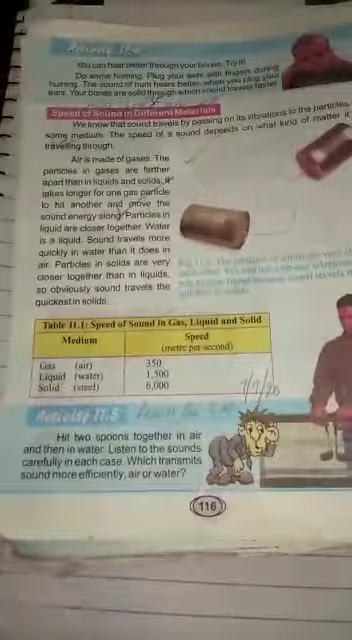 Activity 11.4
You can hear better through your bones. Try it!
Do some humming. Plug your ears with fingers during
humming. The sound of hum hears better when you plug your
ears. Your bones are solid through which sound travels faster
Speed of Sound in Different Materials
We know that sound travels by passing on its vibrations to the particles
some medium. The speed of a sound depends on what kind of matter it
travelling through.
Air is made of gases. The
particles in gases are farther
apart than in liquids and solids. It
takes longer for one gas particle
to hit another and move the
sound energy along. Particles in
liquid are closer together. Water
is a liquid. Sound travels more
quickly in water than it does in
air. Particles in solids are very
closer together than in liquids,
so obviously sound travels the
quickest in solids.
Table 11.1: Speed of Sound in Gas, Liquid and Solid
Medium Speed
(metre per second)
Gas (air) 350
Liquid (water) 1,500
Solid (steel) 6,000
Activity 11.5
Hit two spoons together in air
and then in water. Listen to the sounds
carefully in each case. Which transmits
sound more efficiently, air or water?
116